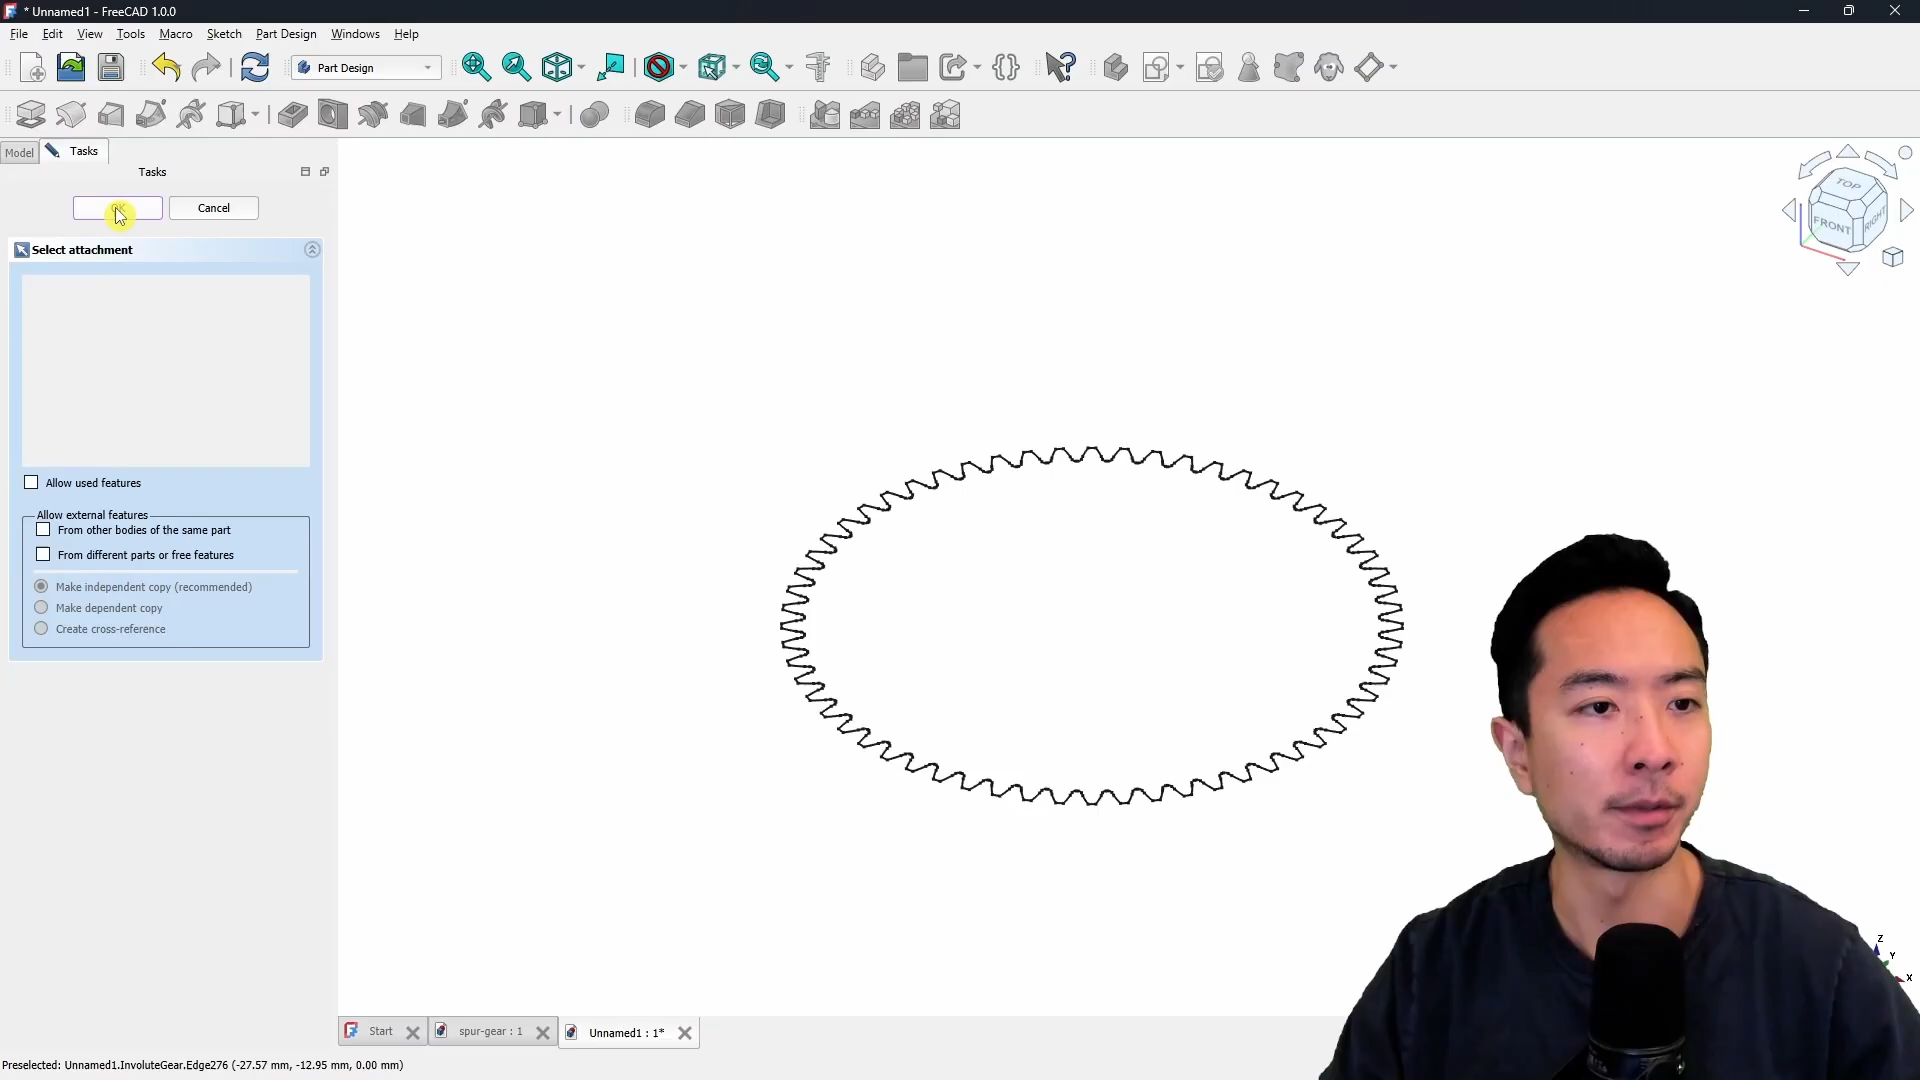 * Unnamed1 - FreeCAD 1.0.0
File Edit View Tools Macro Sketch Part Design Windows Help
Part Design
Model Tasks
Tasks
OK Cancel
Select attachment
Allow used features
Allow external features
From other bodies of the same part
From different parts or free features
Make independent copy (recommended)
Make dependent copy
Create cross-reference
TOP
FRONT
RIGHT
Z
Y
X
Start spur-gear : 1 Unnamed1 : 1*
Preselected: Unnamed1.InvoluteGear.Edge276 (-27.57 mm, -12.95 mm, 0.00 mm)